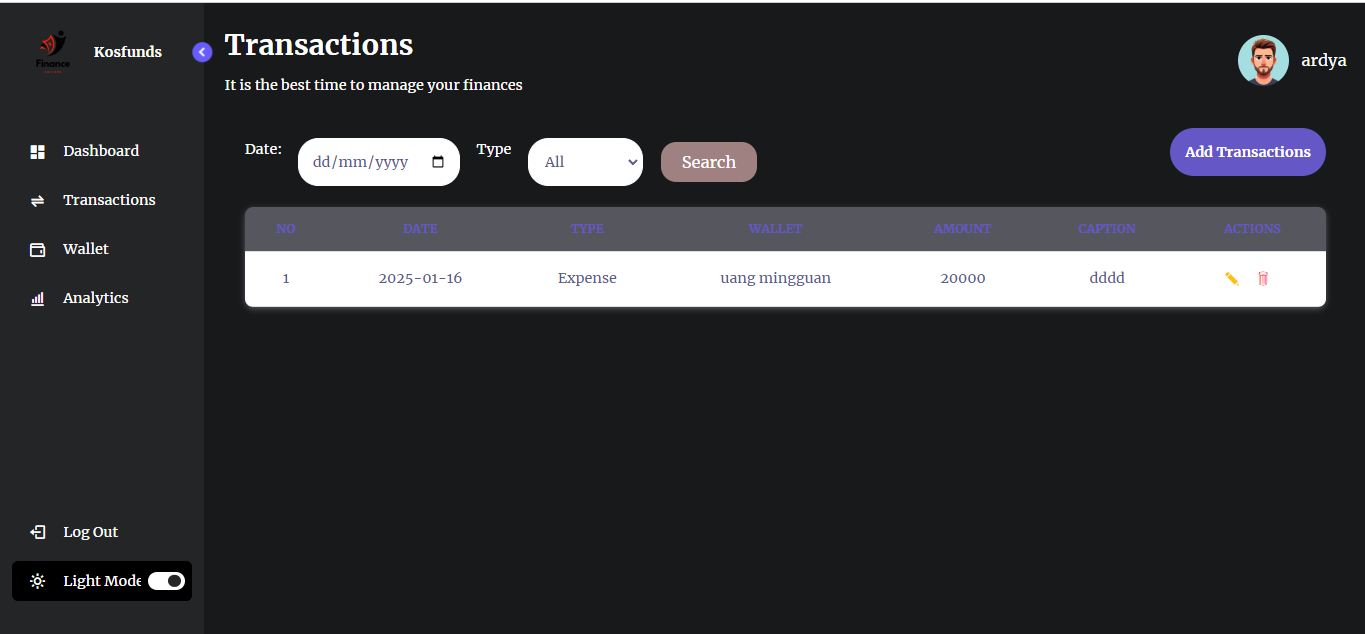 Finance
Kosfunds
Dashboard
Transactions
Wallet
Analytics
Log Out
Light Mode
Transactions
It is the best time to manage your finances
ardya
Date: dd/mm/yyyy Type All Search Add Transactions
NO DATE TYPE WALLET AMOUNT CAPTION ACTIONS
1 2025-01-16 Expense uang mingguan 20000 dddd